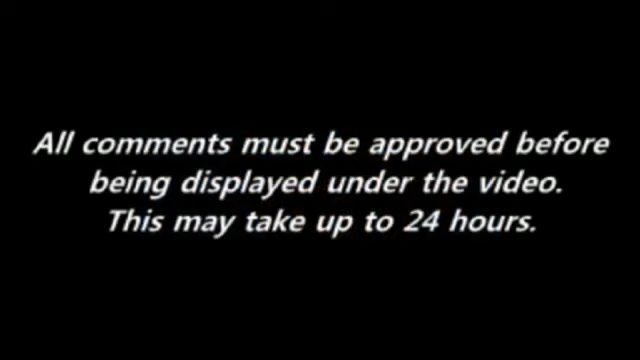 All comments must be approved before
being displayed under the video.
This may take up to 24 hours.